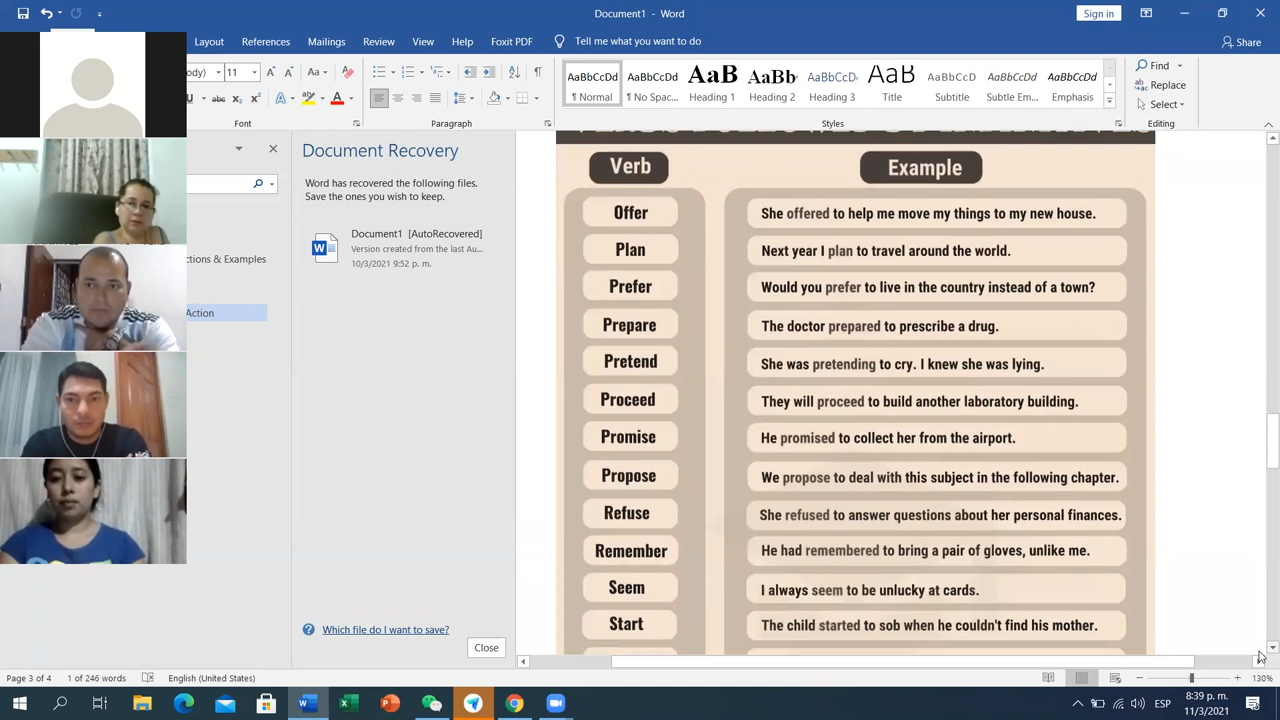 Document1 - Word
Sign in
Layout References Mailings Review View Help Foxit PDF Tell me what you want to do
Share
11
Aa
abc x₂ x²
Font
Paragraph
AaBbCcDd AaBbCcDd AaB AaBb AaBbCcD AaB AaBbCcD AaBbCcDd AaBbCcDd
¶ Normal ¶ No Spac... Heading 1 Heading 2 Heading 3 Title Subtitle Subtle Em... Emphasis
Styles
Find
Replace
Select
Editing
ctions & Examples
Action
Document Recovery
Word has recovered the following files.
Save the ones you wish to keep.
Document1 [AutoRecovered]
Version created from the last Au...
10/3/2021 9:52 p. m.
Which file do I want to save?
Close
Verb Example
Offer She offered to help me move my things to my new house.
Plan Next year I plan to travel around the world.
Prefer Would you prefer to live in the country instead of a town?
Prepare The doctor prepared to prescribe a drug.
Pretend She was pretending to cry. I knew she was lying.
Proceed They will proceed to build another laboratory building.
Promise He promised to collect her from the airport.
Propose We propose to deal with this subject in the following chapter.
Refuse She refused to answer questions about her personal finances.
Remember He had remembered to bring a pair of gloves, unlike me.
Seem I always seem to be unlucky at cards.
Start The child started to sob when he couldn't find his mother.
Page 3 of 4 1 of 246 words English (United States)
130%
ESP
8:39 p. m.
11/3/2021